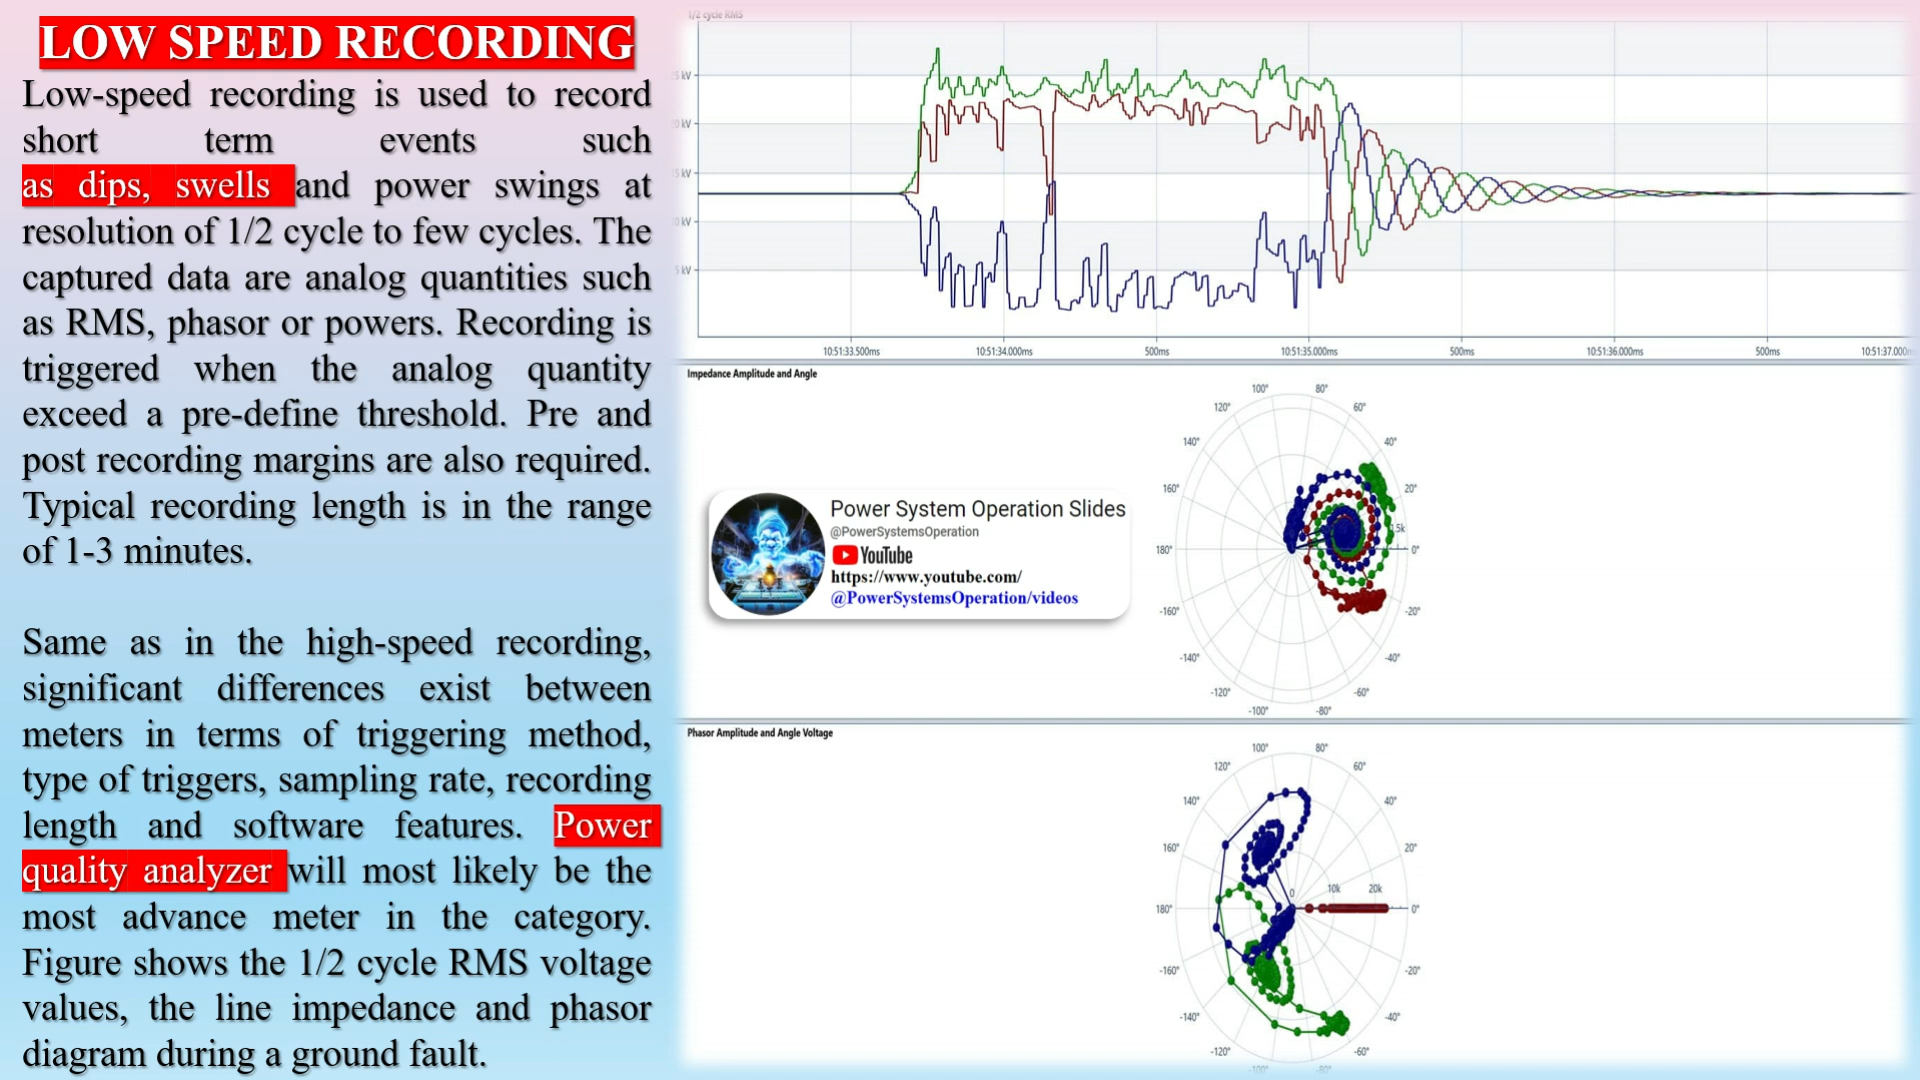 LOW SPEED RECORDING
Low-speed recording is used to record
short term events such
as dips, swells and power swings at
resolution of 1/2 cycle to few cycles. The
captured data are analog quantities such
as RMS, phasor or powers. Recording is
triggered when the analog quantity
exceed a pre-define threshold. Pre and
post recording margins are also required.
Typical recording length is in the range
of 1-3 minutes.
Same as in the high-speed recording,
significant differences exist between
meters in terms of triggering method,
type of triggers, sampling rate, recording
length and software features. Power
quality analyzer will most likely be the
most advance meter in the category.
Figure shows the 1/2 cycle RMS voltage
values, the line impedance and phasor
diagram during a ground fault.
1/2 cycle RMS
10:51:33.500ms 10:51:34.000ms 500ms 10:51:35.000ms 500ms 10:51:36.000ms 500ms
Impedance Amplitude and Angle
100° 80°
120° 60°
140° 40°
160° 20°
180° 0°
-160° -20°
-140° -40°
-120° -60°
-100° -80°
Power System Operation Slides
@PowerSystemsOperation
YouTube
https://www.youtube.com/
@PowerSystemsOperation/videos
Phasor Amplitude and Angle Voltage
100° 80°
120° 60°
140° 40°
160° 20°
0 10k 20k
180° 0°
-160° -20°
-140° -40°
-120° -60°